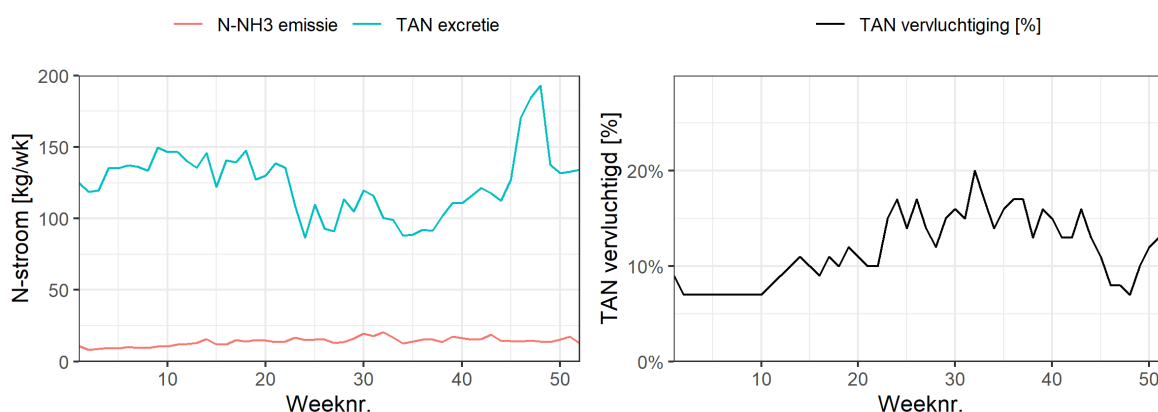 N-NH3 emissie TAN excretie
N-stroom [kg/wk]
200
150
100
50
0
10 20 30 40 50
Weeknr.
TAN vervluchtiging [%]
TAN vervluchtigd [%]
20%
10%
0%
10 20 30 40 50
Weeknr.